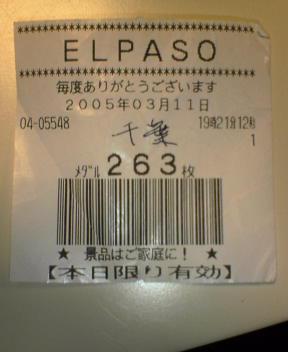 ********************
ELPASO
********************
毎度ありがとうございます
2005年03月11日
04-05548 19時21分12秒
千葉 1
ﾒﾀﾞﾙ 263枚
★ 景品はご家庭に! ★
【本日限り有効】